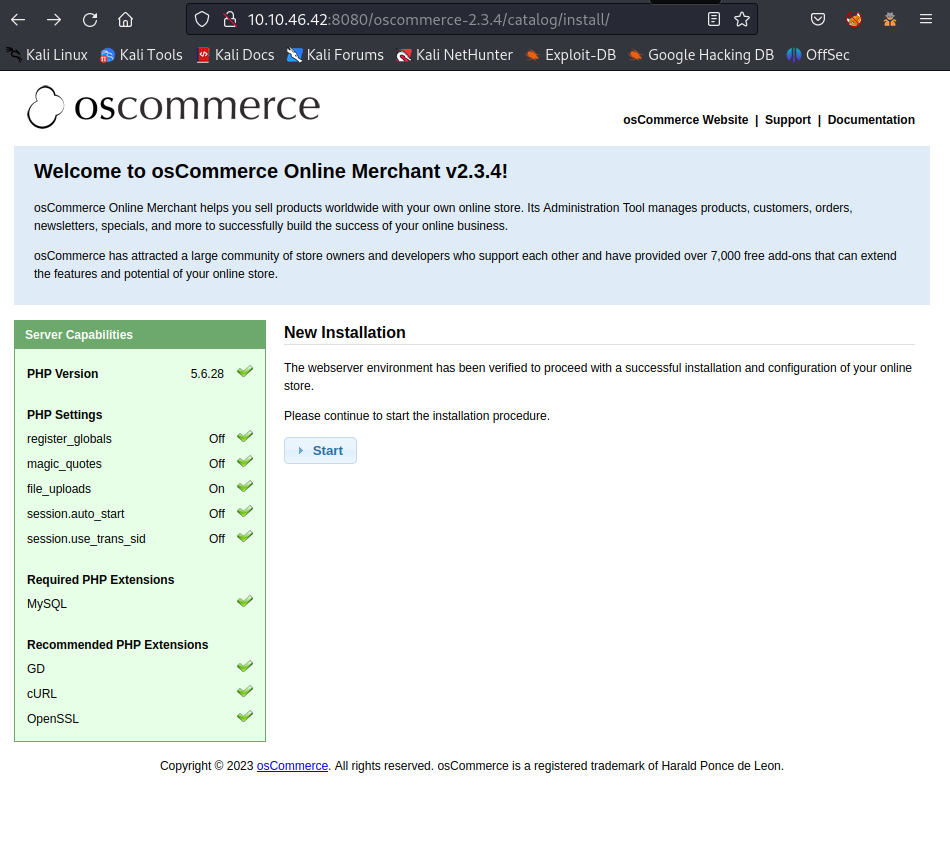 10.10.46.42:8080/oscommerce-2.3.4/catalog/install/
Kali Linux Kali Tools Kali Docs Kali Forums Kali NetHunter Exploit-DB Google Hacking DB OffSec
oscommerce
osCommerce Website | Support | Documentation
Welcome to osCommerce Online Merchant v2.3.4!
osCommerce Online Merchant helps you sell products worldwide with your own online store. Its Administration Tool manages products, customers, orders,
newsletters, specials, and more to successfully build the success of your online business.
osCommerce has attracted a large community of store owners and developers who support each other and have provided over 7,000 free add-ons that can extend
the features and potential of your online store.
Server Capabilities
PHP Version 5.6.28
PHP Settings
register_globals Off
magic_quotes Off
file_uploads On
session.auto_start Off
session.use_trans_sid Off
Required PHP Extensions
MySQL
Recommended PHP Extensions
GD
cURL
OpenSSL
New Installation
The webserver environment has been verified to proceed with a successful installation and configuration of your online
store.
Please continue to start the installation procedure.
Start
Copyright © 2023 osCommerce. All rights reserved. osCommerce is a registered trademark of Harald Ponce de Leon.